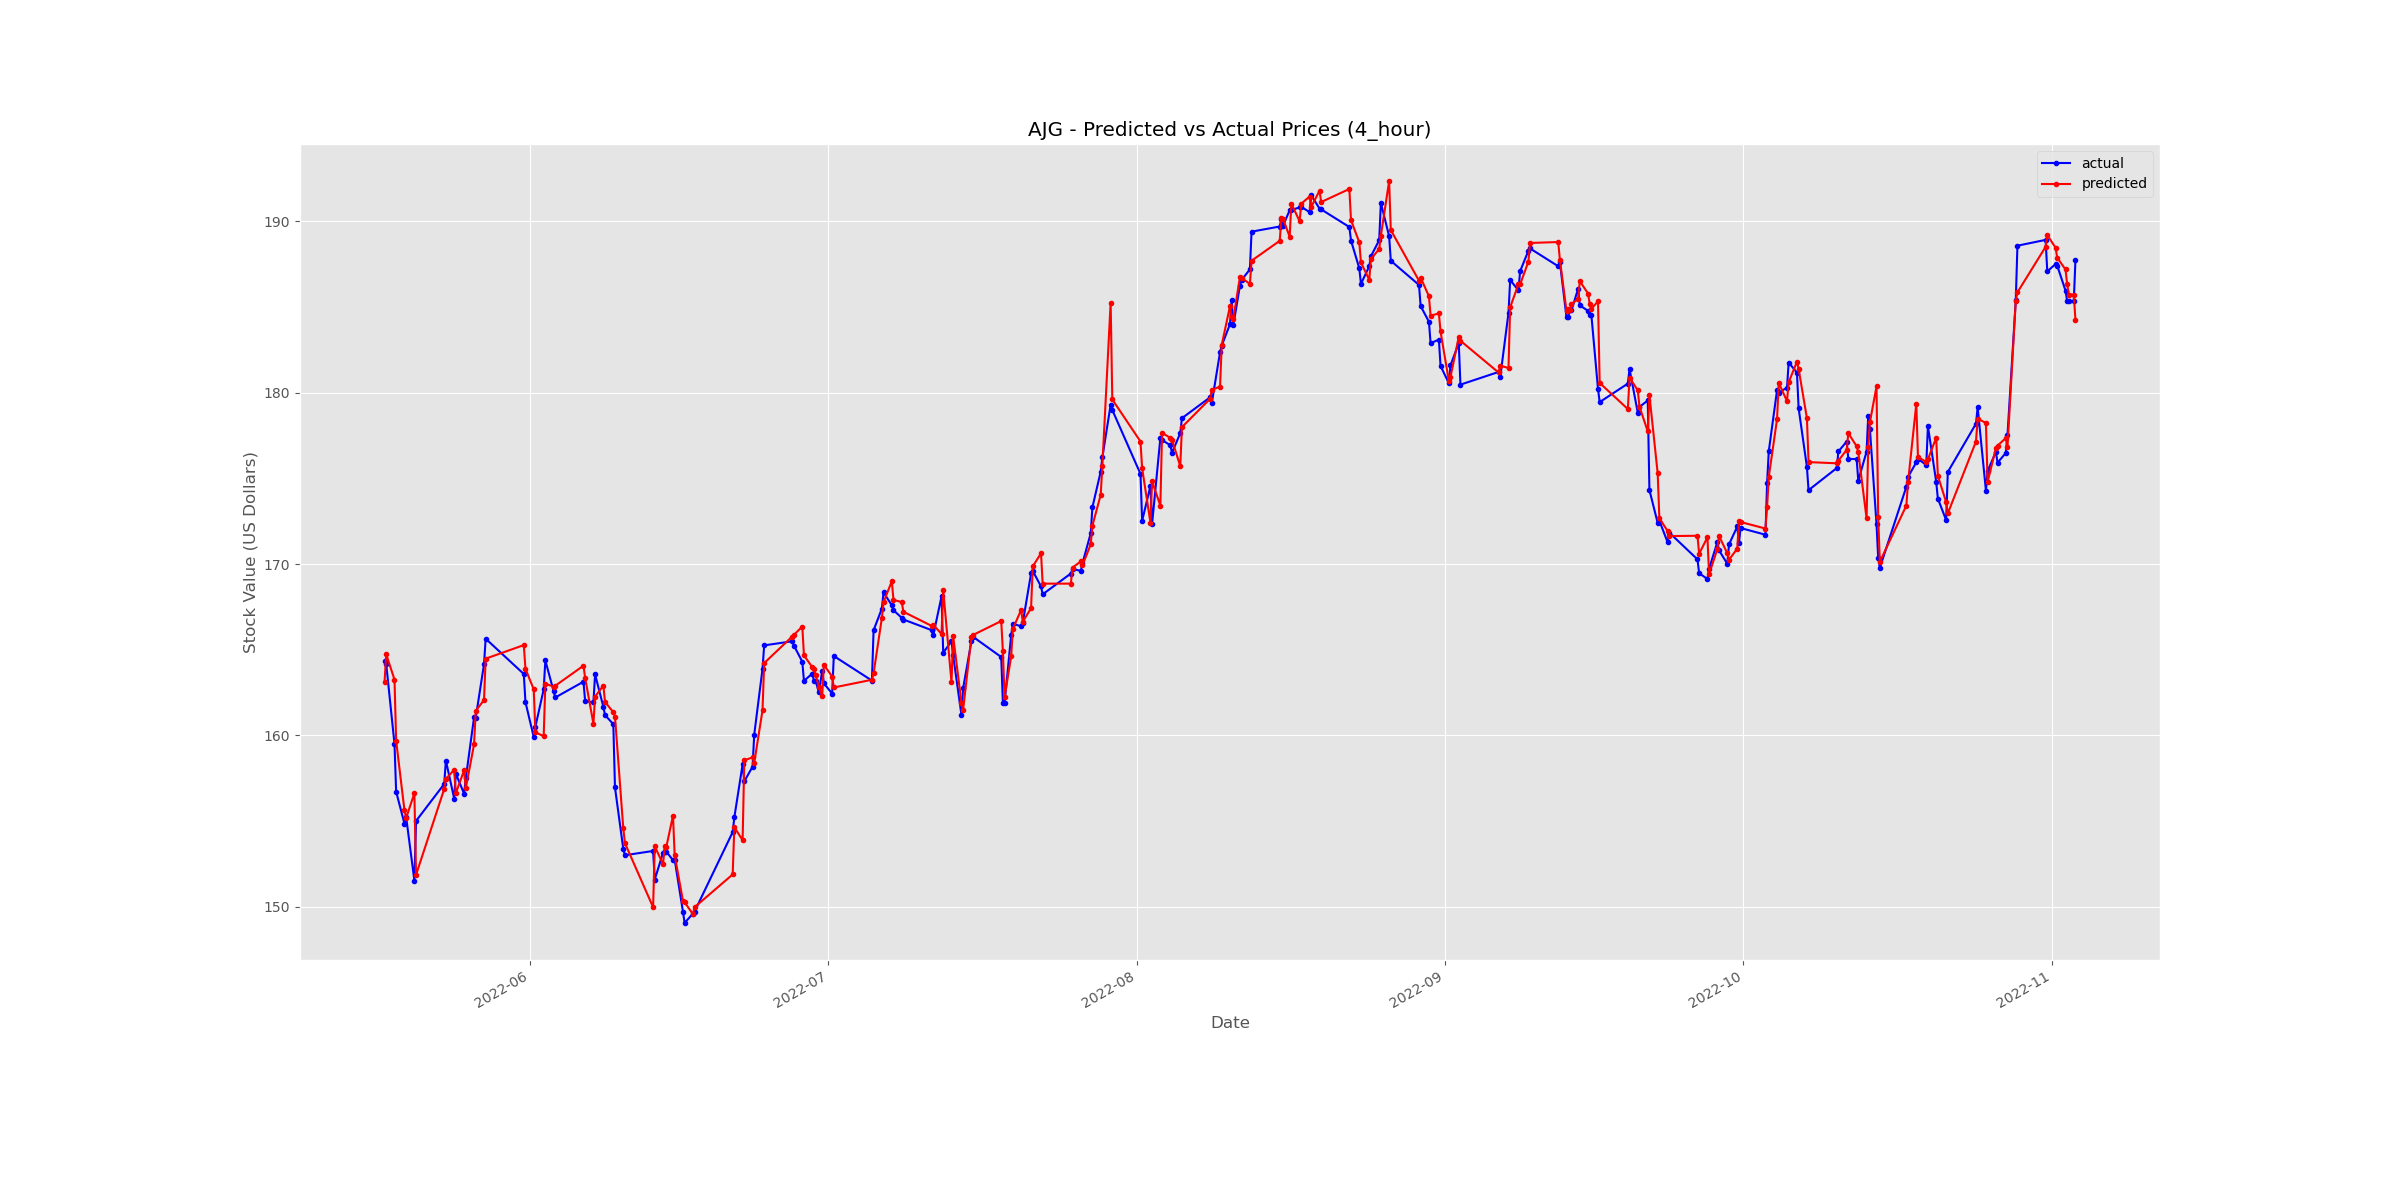 AJG - Predicted vs Actual Prices (4_hour)
actual
predicted
190
180
170
160
150
Stock Value (US Dollars)
2022-06
2022-07
2022-08
2022-09
2022-10
2022-11
Date